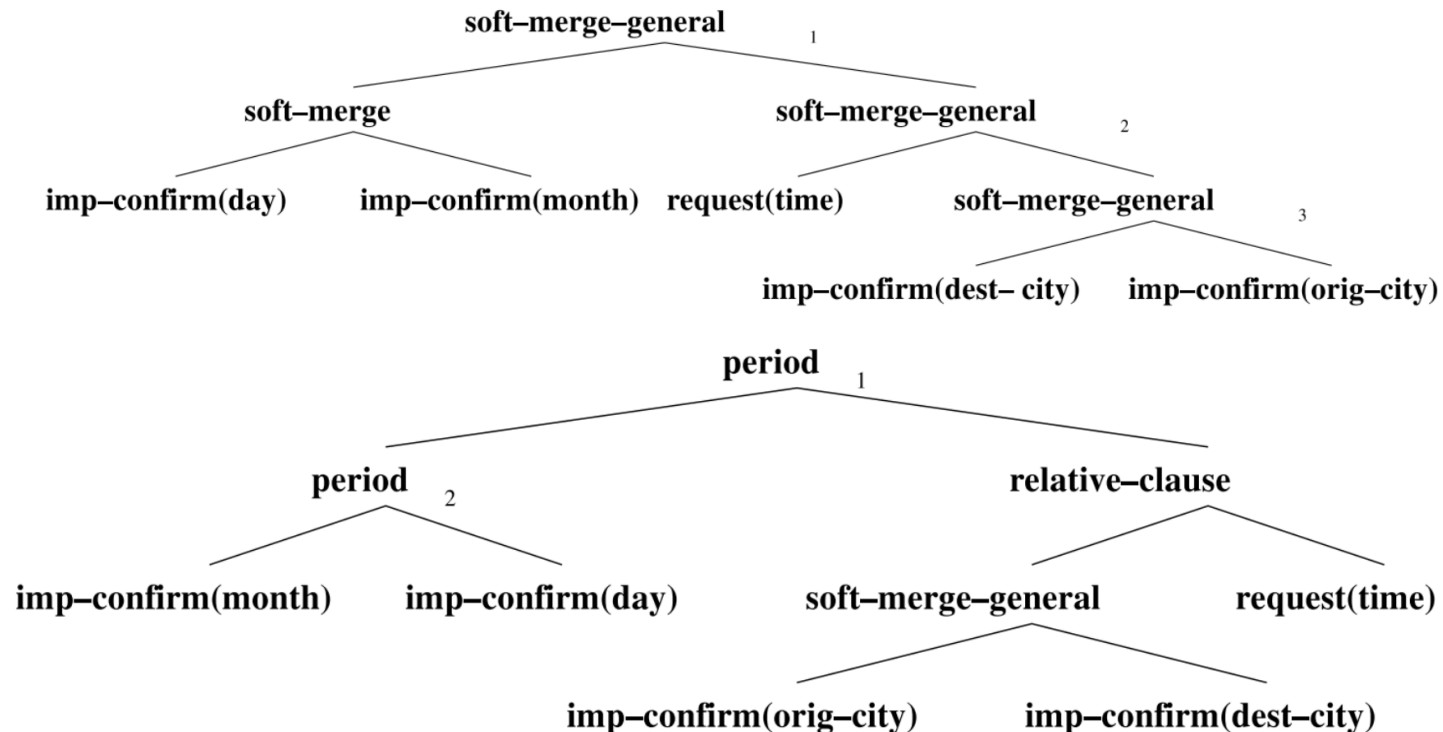 soft–merge–general 1
soft–merge soft–merge–general 2
imp–confirm(day) imp–confirm(month) request(time) soft–merge–general 3
imp–confirm(dest– city) imp–confirm(orig–city)
period 1
period 2 relative–clause
imp–confirm(month) imp–confirm(day) soft–merge–general request(time)
imp–confirm(orig–city) imp–confirm(dest–city)